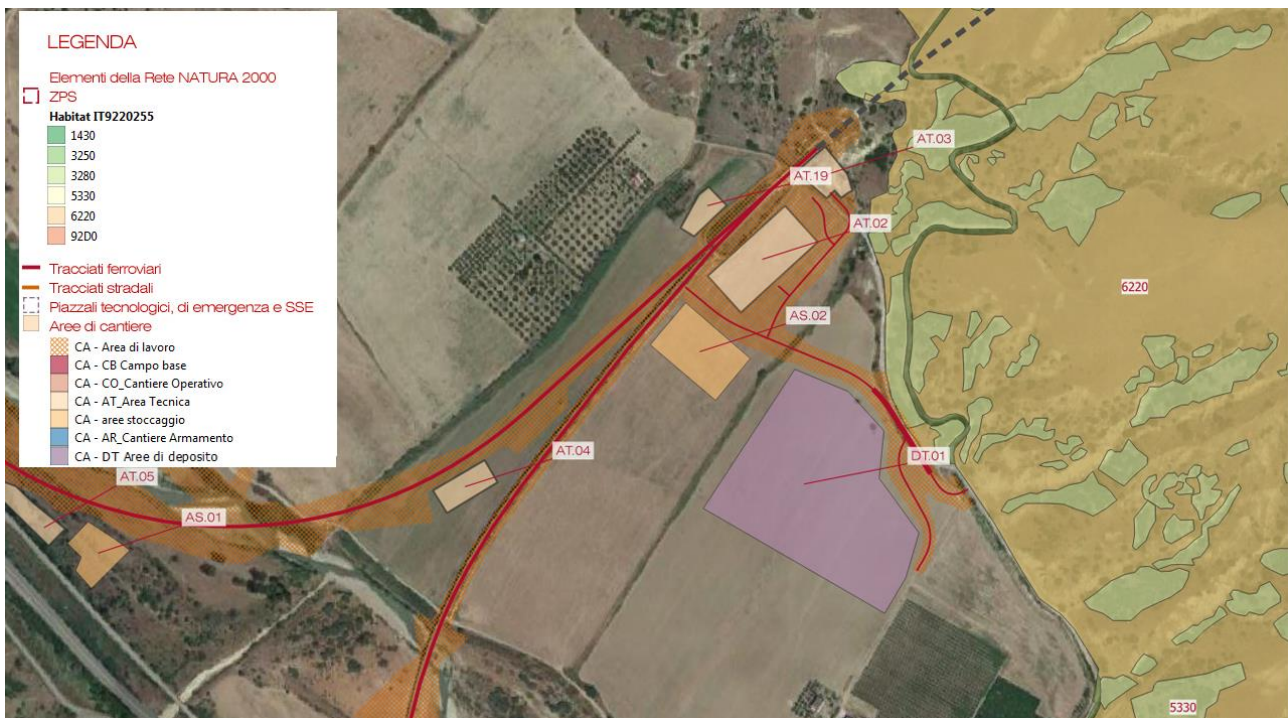 LEGENDA
Elementi della Rete NATURA 2000
ZPS
Habitat IT9220255
1430
3250
3280
5330
6220
92D0
Tracciati ferroviari
Tracciati stradali
Piazzali tecnologici, di emergenza e SSE
Aree di cantiere
CA - Area di lavoro
CA - CB Campo base
CA - CO_Cantiere Operativo
CA - AT_Area Tecnica
CA - aree stoccaggio
CA - AR_Cantiere Armamento
CA - DT Aree di deposito
AT.03
AT.19
AT.02
6220
AS.02
AT.04
DT.01
AT.05
AS.01
5330